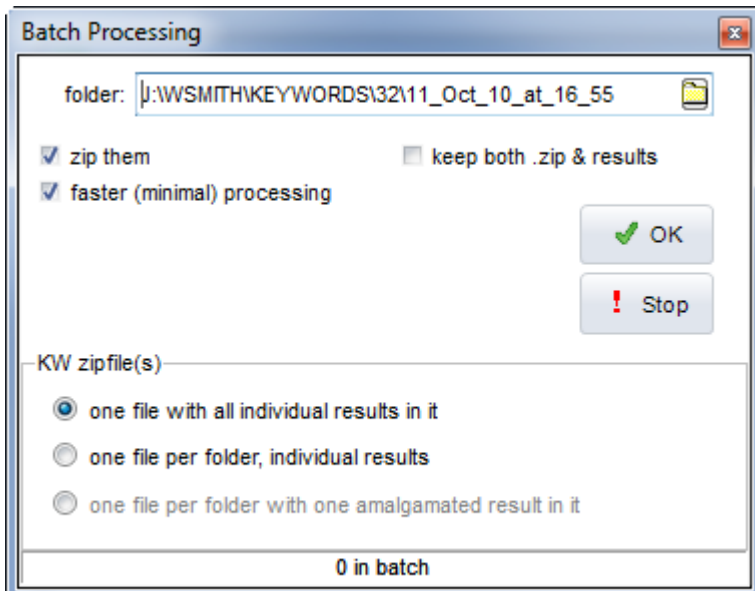 Batch Processing
folder: J:\WSMITH\KEYWORDS\32\11_Oct_10_at_16_55
zip them
keep both .zip & results
faster (minimal) processing
OK
! Stop
KW zipfile(s)
one file with all individual results in it
one file per folder, individual results
one file per folder with one amalgamated result in it
0 in batch